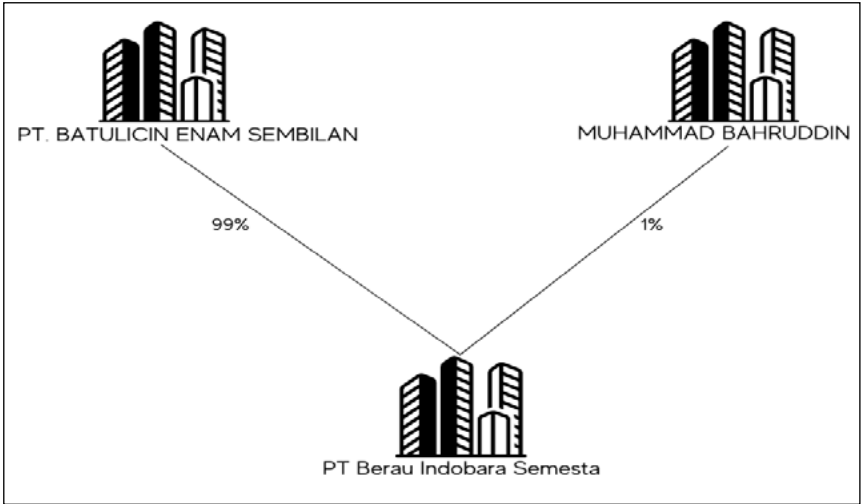 PT. BATULICIN ENAM SEMBILAN
MUHAMMAD BAHRUDDIN
99%
1%
PT Berau Indobara Semesta